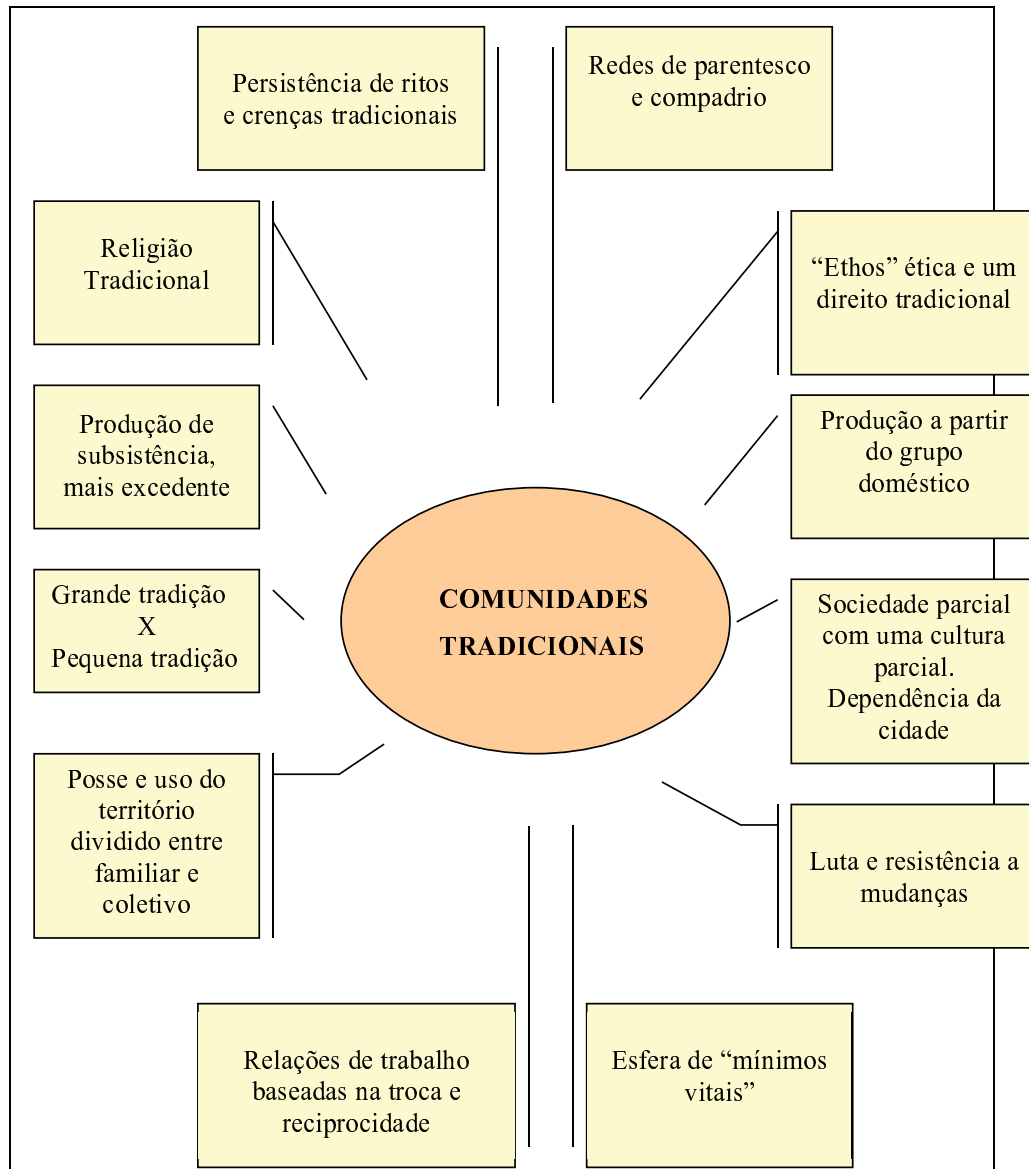 Persistência de ritos
e crenças tradicionais
Redes de parentesco
e compadrio
Religião
Tradicional
“Ethos” ética e um
direito tradicional
Produção de
subsistência,
mais excedente
Produção a partir
do grupo
doméstico
Grande tradição
X
Pequena tradição
COMUNIDADES
TRADICIONAIS
Sociedade parcial
com uma cultura
parcial.
Dependência da
cidade
Posse e uso do
território
dividido entre
familiar e
coletivo
Luta e resistência a
mudanças
Relações de trabalho
baseadas na troca e
reciprocidade
Esfera de “mínimos
vitais”